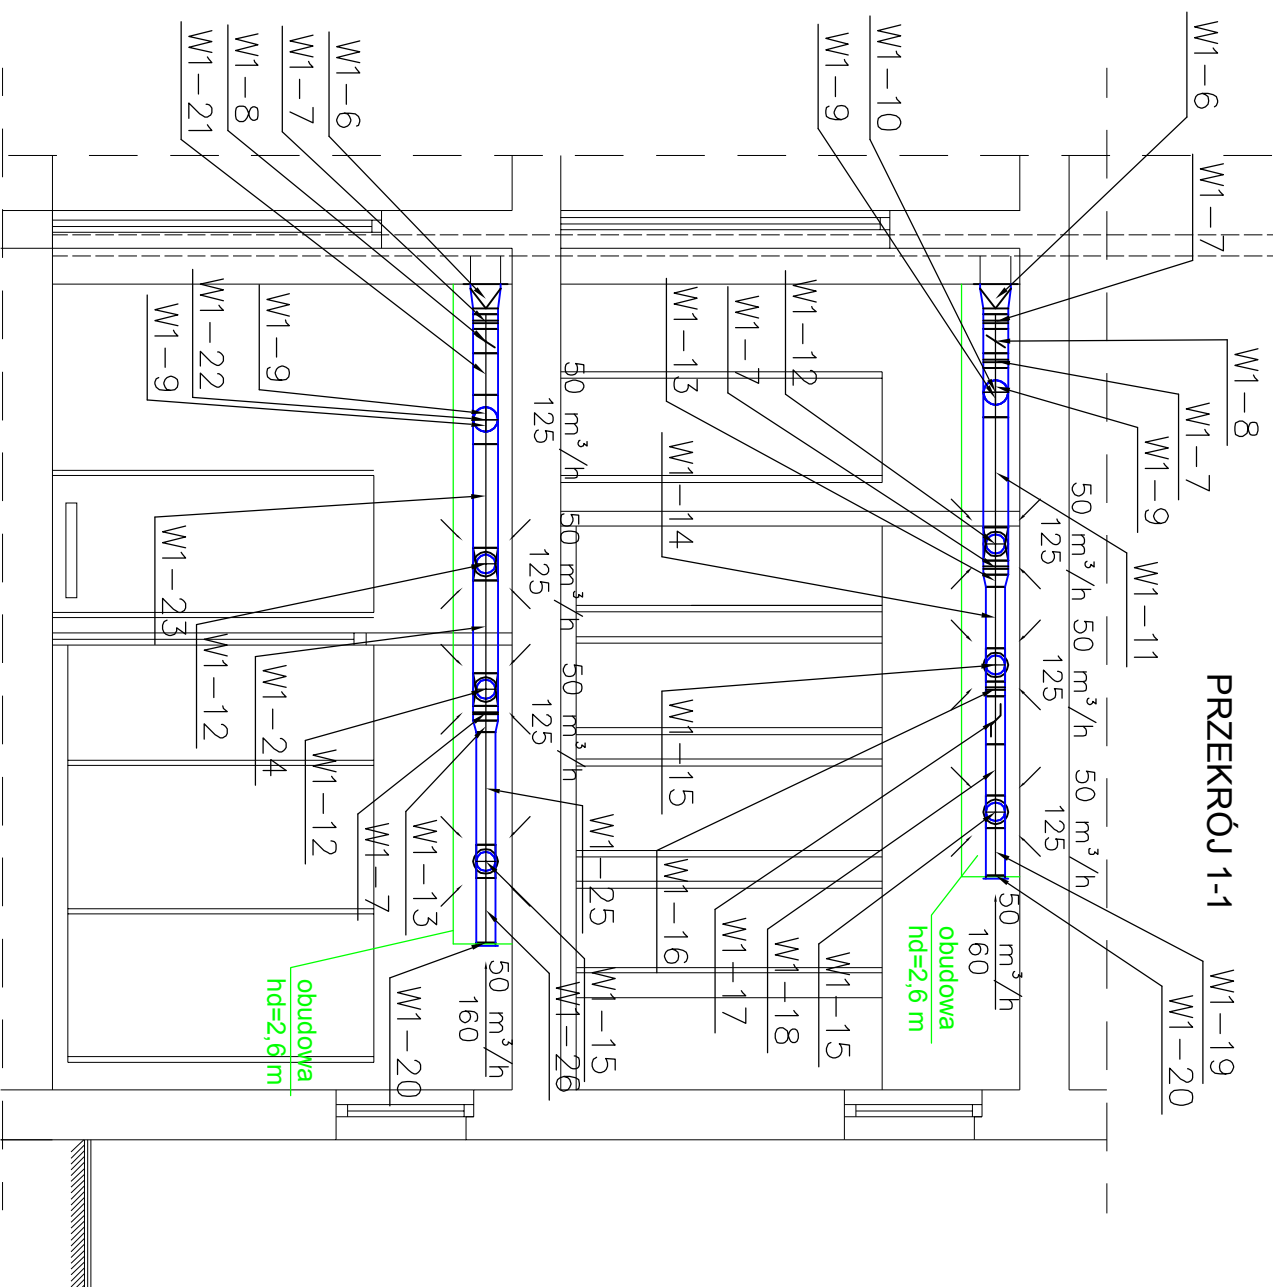 PRZEKRÓJ 1-1
W1-6
W1-7
W1-8
W1-7
W1-9
W1-10
W1-9
W1-11
W1-12
W1-7
W1-13
W1-14
W1-15
W1-16
W1-17
W1-18
W1-15
W1-19
W1-20
50 m³/h
125
50 m³/h
125
50 m³/h
125
50 m³/h
160
obudowa
hd=2,6 m
W1-6
W1-7
W1-8
W1-21
W1-9
W1-22
W1-9
W1-23
W1-12
W1-24
W1-12
W1-7
W1-13
W1-25
W1-15
W1-26
W1-20
50 m³/h
125
50 m³/h
125
50 m³/h
125
50 m³/h
160
obudowa
hd=2,6 m